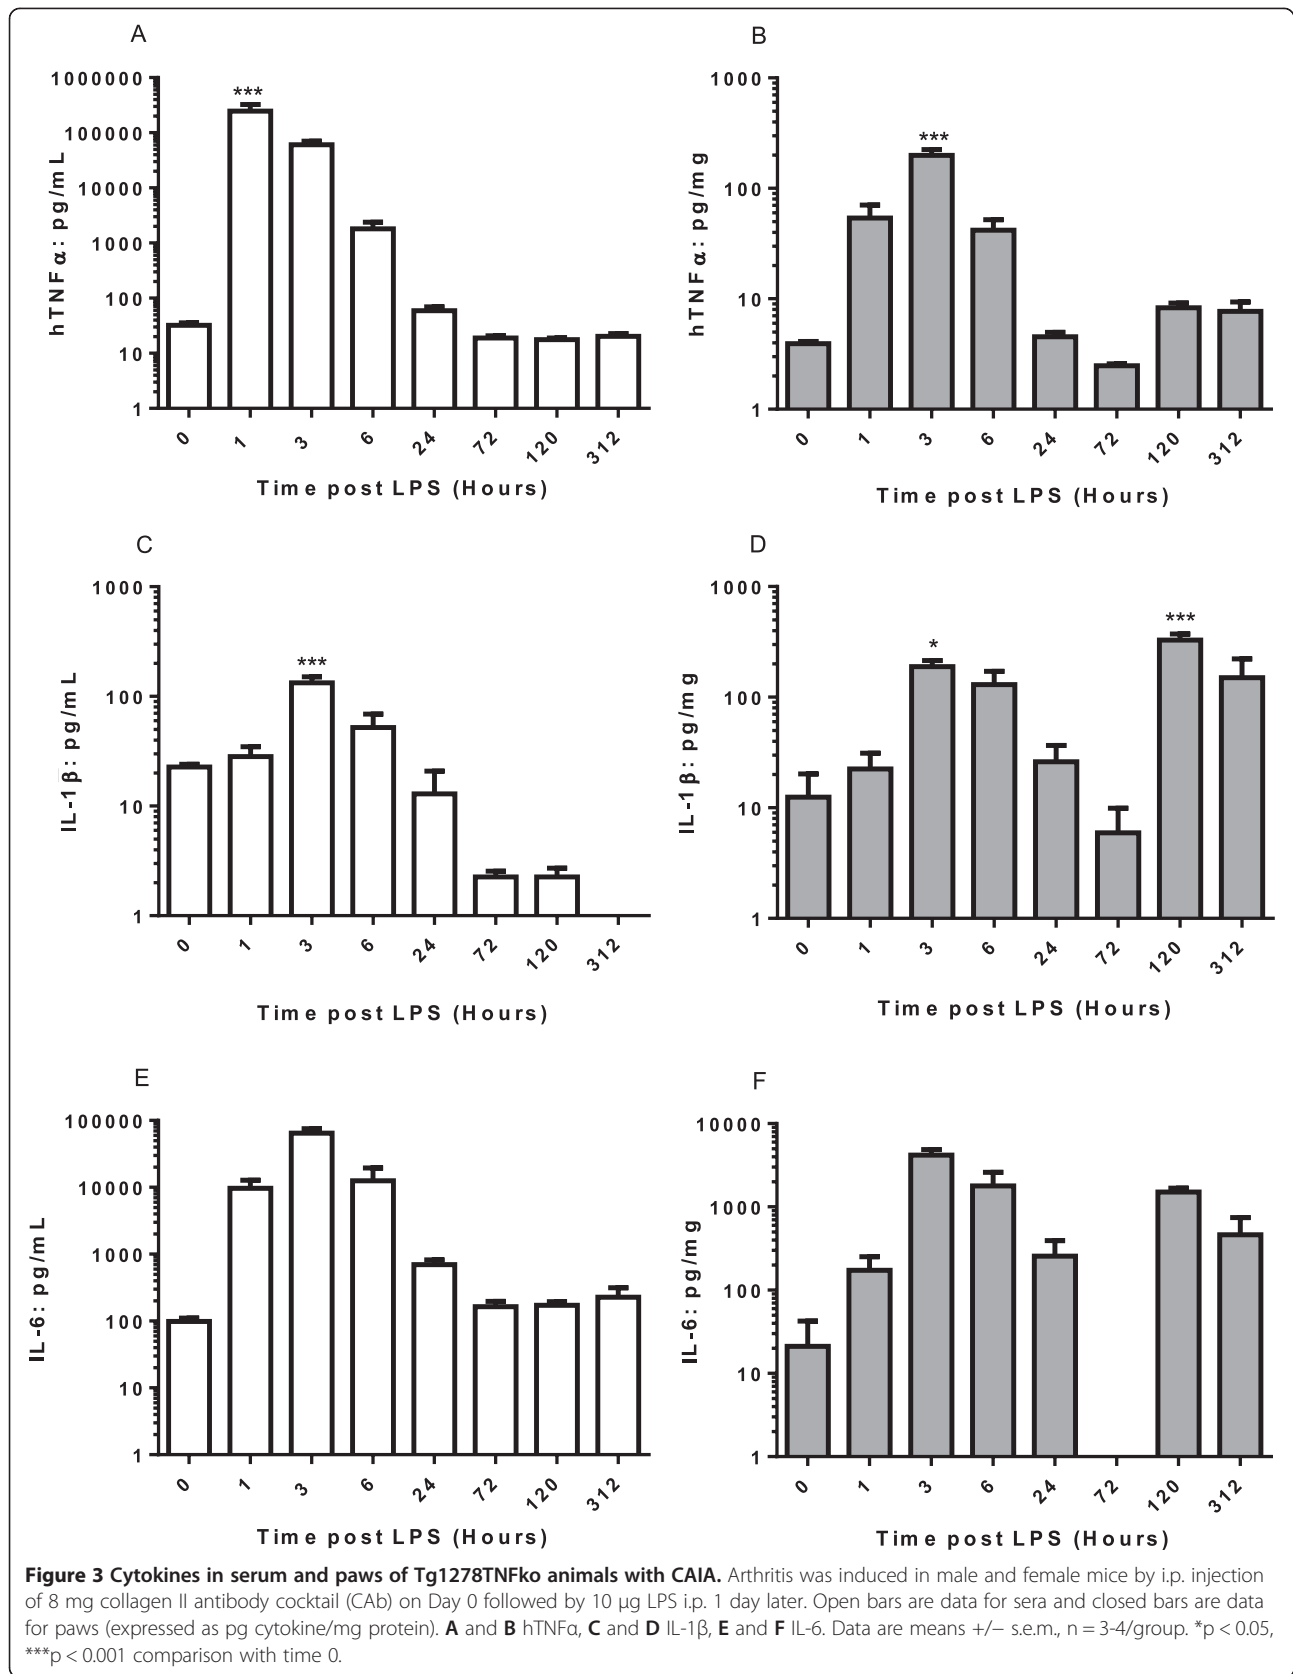 A
1000000
100000
10000
1000
100
10
1
hTNFα: pg/mL
***
0 1 3 6 24 72 120 312
Time post LPS (Hours)
B
1000
100
10
1
hTNFα: pg/mg
***
0 1 3 6 24 72 120 312
Time post LPS (Hours)
C
1000
100
10
1
IL-1β: pg/mL
***
0 1 3 6 24 72 120 312
Time post LPS (Hours)
D
1000
100
10
1
IL-1β: pg/mg
*
***
0 1 3 6 24 72 120 312
Time post LPS (Hours)
E
100000
10000
1000
100
10
1
IL-6: pg/mL
0 1 3 6 24 72 120 312
Time post LPS (Hours)
F
10000
1000
100
10
1
IL-6: pg/mg
0 1 3 6 24 72 120 312
Time post LPS (Hours)
Figure 3 Cytokines in serum and paws of Tg1278TNFko animals with CAIA. Arthritis was induced in male and female mice by i.p. injection
of 8 mg collagen II antibody cocktail (CAb) on Day 0 followed by 10 μg LPS i.p. 1 day later. Open bars are data for sera and closed bars are data
for paws (expressed as pg cytokine/mg protein). A and B hTNFα, C and D IL-1β, E and F IL-6. Data are means +/− s.e.m., n = 3-4/group. *p < 0.05,
***p < 0.001 comparison with time 0.